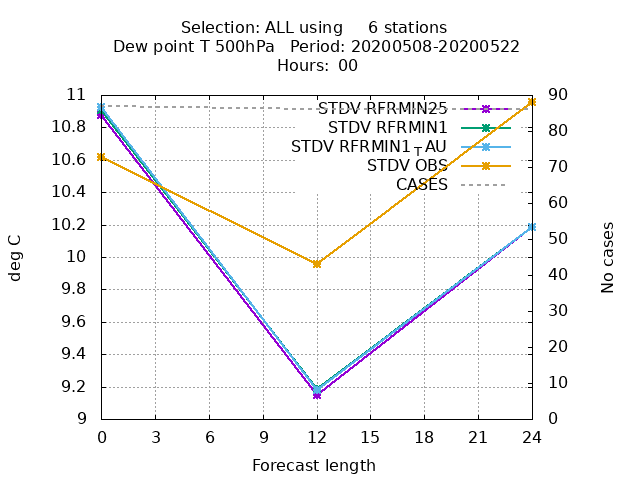 Selection: ALL using     6 stations
Dew point T 500hPa   Period: 20200508-20200522
Hours: 00
11
10.8
10.6
10.4
10.2
10
9.8
9.6
9.4
9.2
9
deg C
STDV RFRMIN25
STDV RFRMIN1
STDV RFRMIN1TAU
STDV OBS
CASES
90
80
70
60
50
40
30
20
10
0
No cases
0 3 6 9 12 15 18 21 24
Forecast length